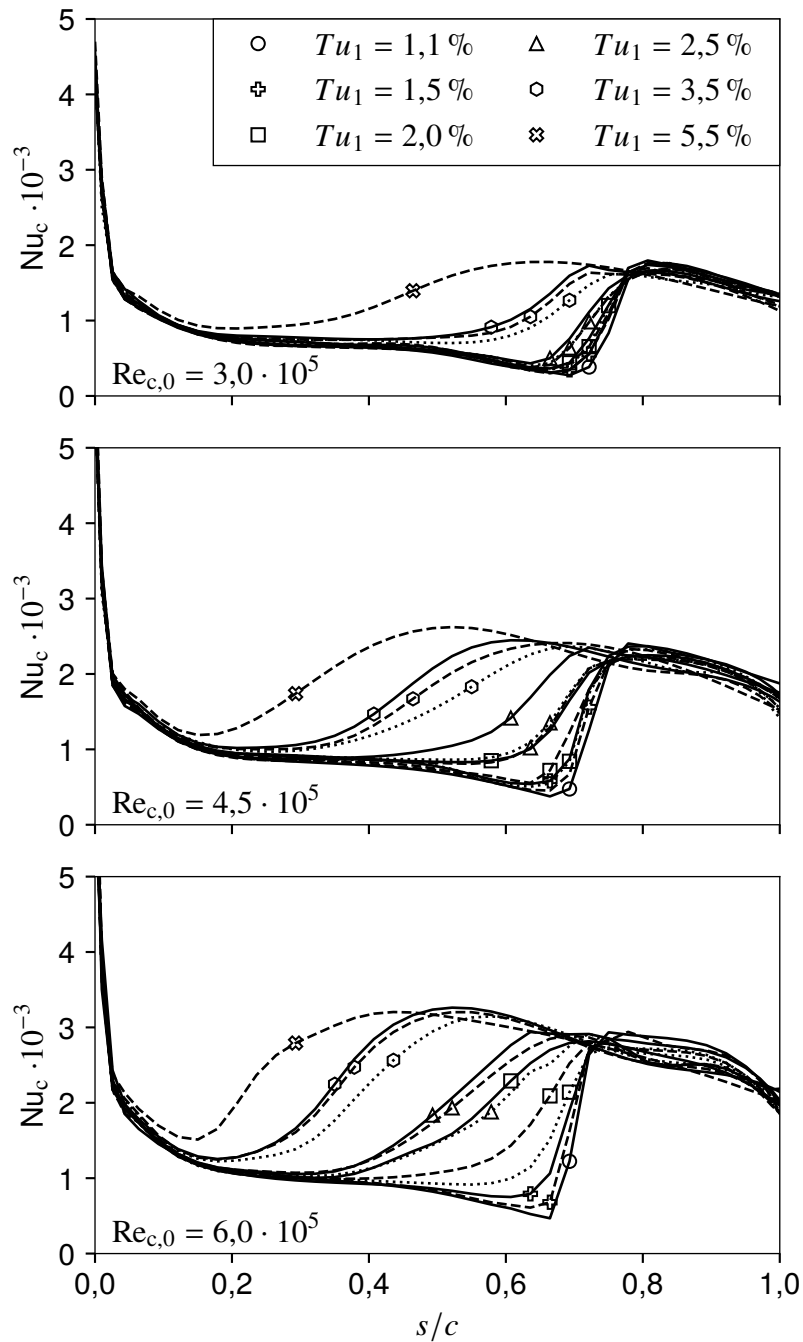 5
4
3
2
1
0
Nu_c · 10^−3
Tu_1 = 1,1 %
Tu_1 = 2,5 %
Tu_1 = 1,5 %
Tu_1 = 3,5 %
Tu_1 = 2,0 %
Tu_1 = 5,5 %
Re_c,0 = 3,0 · 10^5
5
4
3
2
1
0
Nu_c · 10^−3
Re_c,0 = 4,5 · 10^5
5
4
3
2
1
0
Nu_c · 10^−3
Re_c,0 = 6,0 · 10^5
0,0 0,2 0,4 0,6 0,8 1,0
s/c